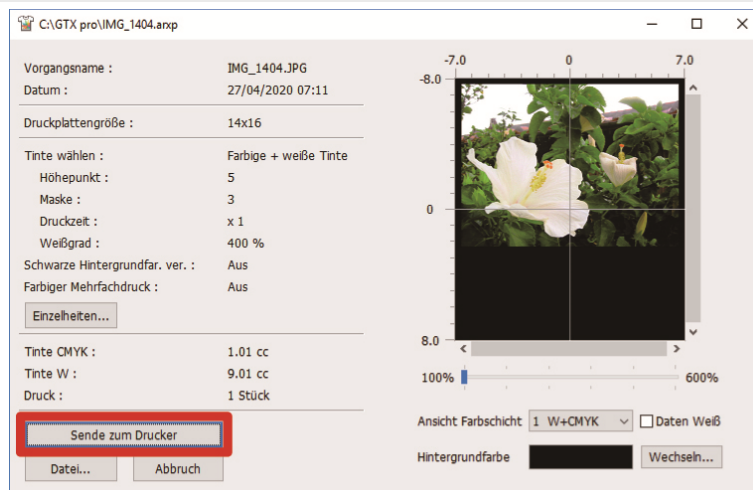 C:\GTX pro\IMG_1404.arxp
Vorgangsname : IMG_1404.JPG
Datum : 27/04/2020 07:11
Druckplattengröße : 14x16
Tinte wählen : Farbige + weiße Tinte
Höhepunkt : 5
Maske : 3
Druckzeit : x 1
Weißgrad : 400 %
Schwarze Hintergrundfar. ver. : Aus
Farbiger Mehrfachdruck : Aus
Einzelheiten...
Tinte CMYK : 1.01 cc
Tinte W : 9.01 cc
Druck : 1 Stück
Sende zum Drucker
Datei... Abbruch
-7.0 0 7.0
-8.0
0
8.0
100% 600%
Ansicht Farbschicht 1 W+CMYK Daten Weiß
Hintergrundfarbe Wechseln...